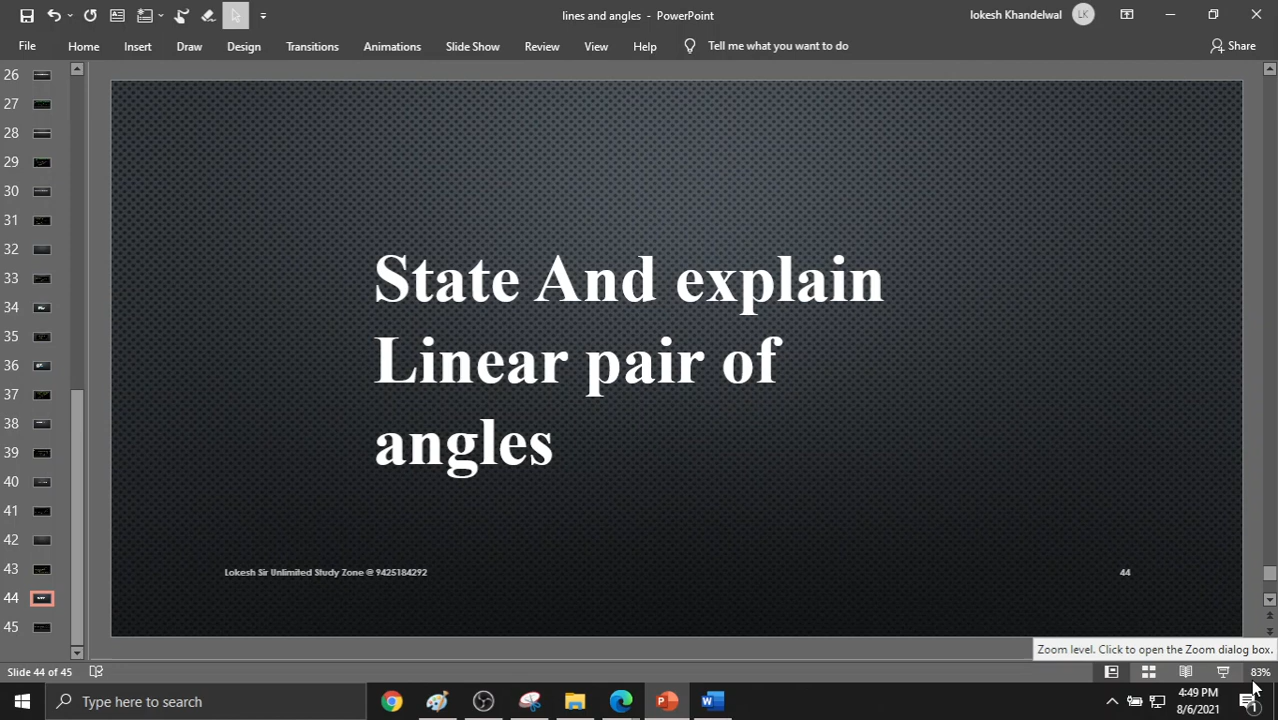 lines and angles - PowerPoint
lokesh Khandelwal
LK
File Home Insert Draw Design Transitions Animations Slide Show Review View Help Tell me what you want to do Share
26
27
28
29
30
31
32
33
34
35
36
37
38
39
40
41
42
43
44
45
State And explain
Linear pair of
angles
Lokesh Sir Unlimited Study Zone @ 9425184292
44
Zoom level. Click to open the Zoom dialog box.
Slide 44 of 45
83%
Type here to search
4:49 PM
8/6/2021
1